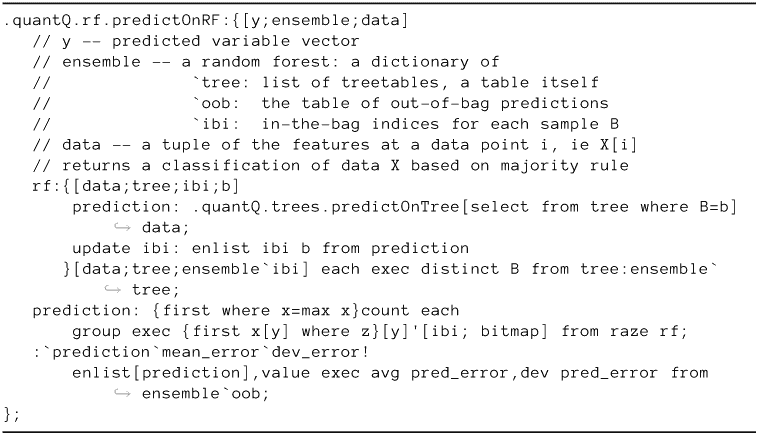 .quantQ.rf.predictOnRF:{[y;ensemble;data]
// y -- predicted variable vector
// ensemble -- a random forest: a dictionary of
//             `tree: list of treetables, a table itself
//             `oob:  the table of out-of-bag predictions
//             `ibi:  in-the-bag indices for each sample B
// data -- a tuple of the features at a data point i, ie X[i]
// returns a classification of data X based on majority rule
rf:{[data;tree;ibi;b]
prediction: .quantQ.trees.predictOnTree[select from tree where B=b]
↪ data;
update ibi: enlist ibi b from prediction
}[data;tree;ensemble`ibi] each exec distinct B from tree:ensemble`
↪ tree;
prediction: {first where x=max x}count each
group exec {first x[y] where z}[y]'[ibi; bitmap] from raze rf;
:`prediction`mean_error`dev_error!
enlist[prediction],value exec avg pred_error,dev pred_error from
↪ ensemble`oob;
};